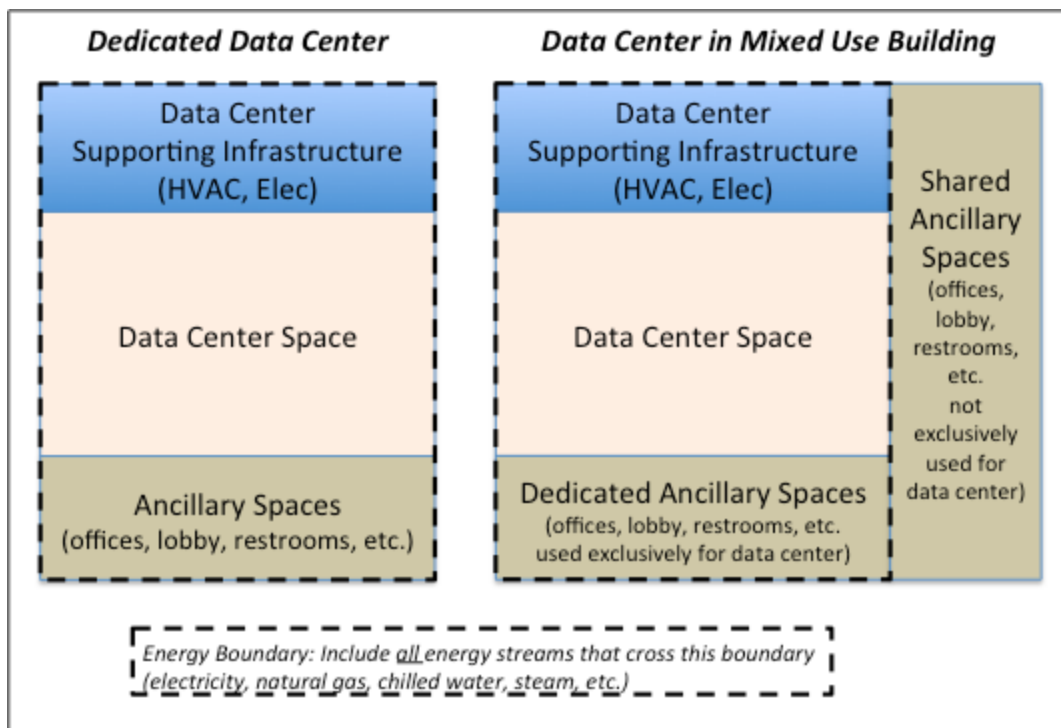 Dedicated Data Center
Data Center
Supporting Infrastructure
(HVAC, Elec)
Data Center Space
Ancillary Spaces
(offices, lobby, restrooms, etc.)
Data Center in Mixed Use Building
Data Center
Supporting Infrastructure
(HVAC, Elec)
Data Center Space
Dedicated Ancillary Spaces
(offices, lobby, restrooms, etc.
used exclusively for data center)
Shared
Ancillary
Spaces
(offices,
lobby,
restrooms,
etc.
not
exclusively
used for
data center)
Energy Boundary: Include all energy streams that cross this boundary
(electricity, natural gas, chilled water, steam, etc.)